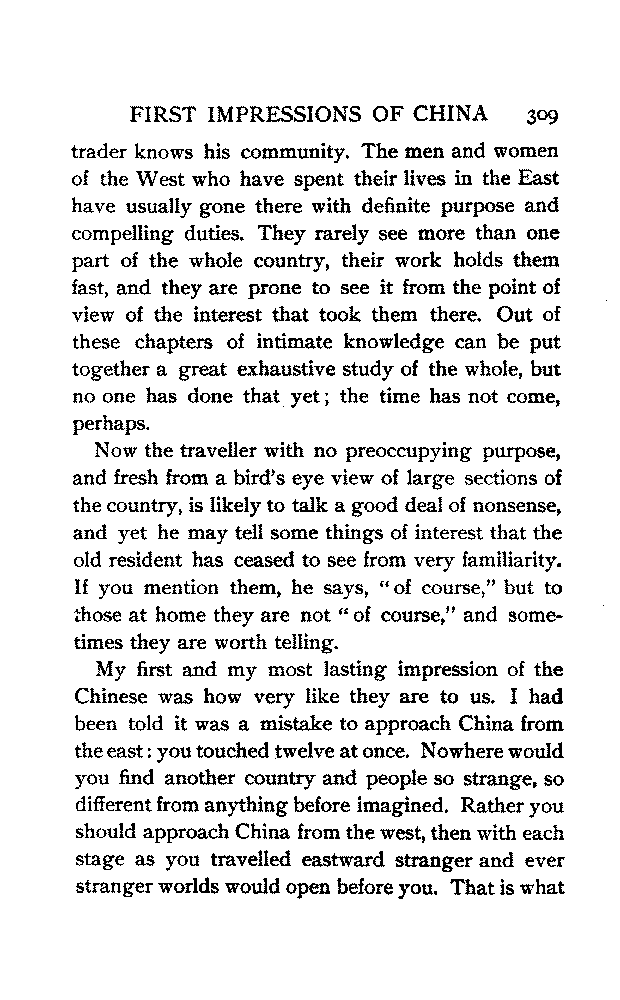 FIRST IMPRESSIONS OF CHINA 309
trader knows his community. The men and women
of the West who have spent their lives in the East
have usually gone there with definite purpose and
compelling duties. They rarely see more than one
part of the whole country, their work holds them
fast, and they are prone to see it from the point of
view of the interest that took them there. Out of
these chapters of intimate knowledge can be put
together a great exhaustive study of the whole, but
no one has done that yet; the time has not come,
perhaps.
Now the traveller with no preoccupying purpose,
and fresh from a bird's eye view of large sections of
the country, is likely to talk a good deal of nonsense,
and yet he may tell some things of interest that the
old resident has ceased to see from very familiarity.
If you mention them, he says, "of course," but to
those at home they are not "of course," and some-
times they are worth telling.
My first and my most lasting impression of the
Chinese was how very like they are to us. I had
been told it was a mistake to approach China from
the east: you touched twelve at once. Nowhere would
you find another country and people so strange, so
different from anything before imagined. Rather you
should approach China from the west, then with each
stage as you travelled eastward stranger and ever
stranger worlds would open before you. That is what